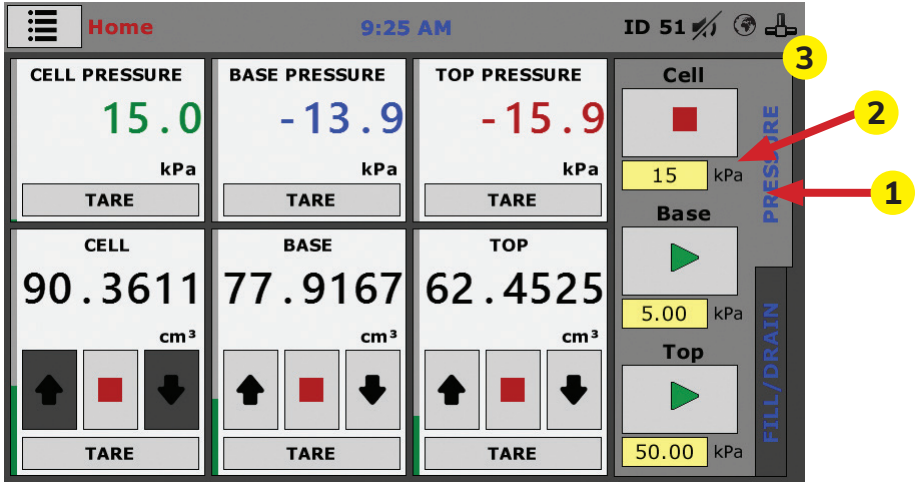 Home
9:25 AM
ID 51
CELL PRESSURE
15.0
kPa
TARE
BASE PRESSURE
-13.9
kPa
TARE
TOP PRESSURE
-15.9
kPa
TARE
CELL
90.3611
cm³
TARE
BASE
77.9167
cm³
TARE
TOP
62.4525
cm³
TARE
Cell
15 kPa
Base
5.00 kPa
Top
50.00 kPa
PRESSURE
FILL/DRAIN
3
2
1